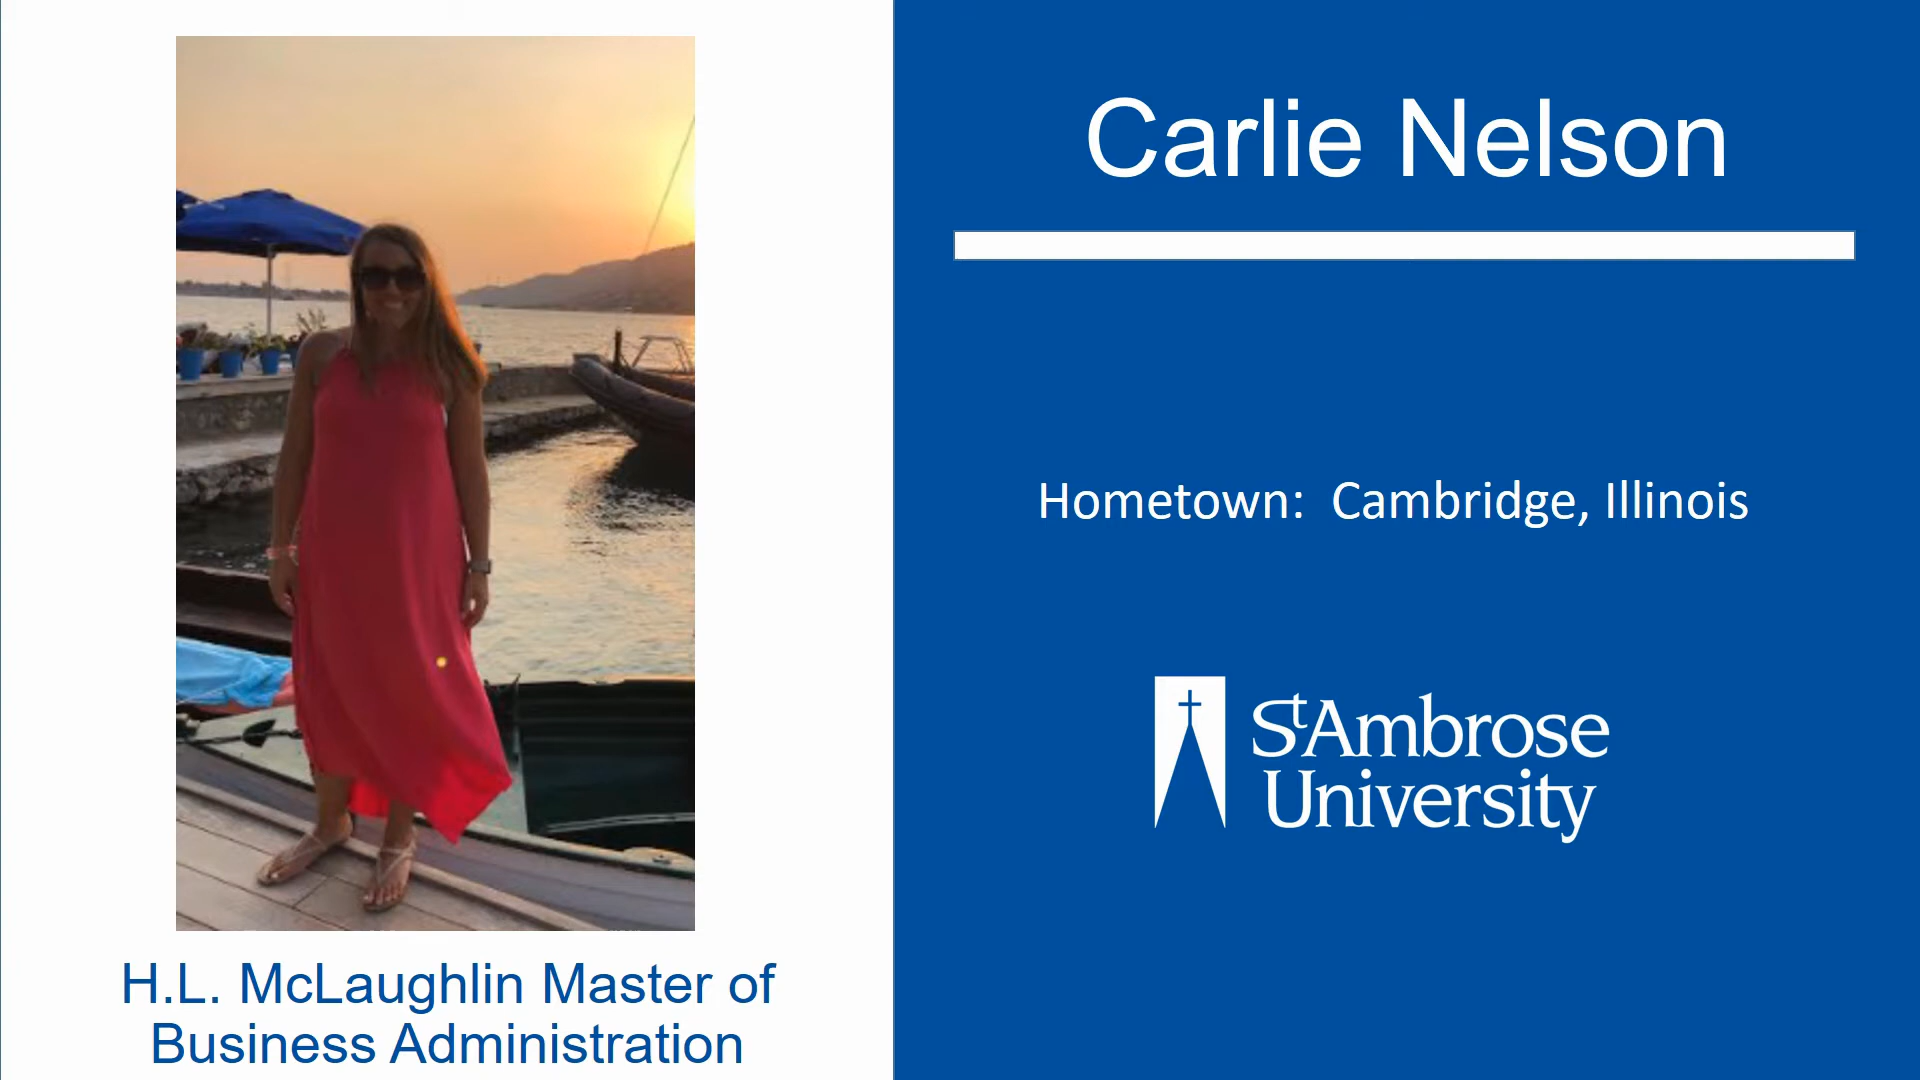 Carlie Nelson
Hometown: Cambridge, Illinois
St Ambrose
University
H.L. McLaughlin Master of
Business Administration